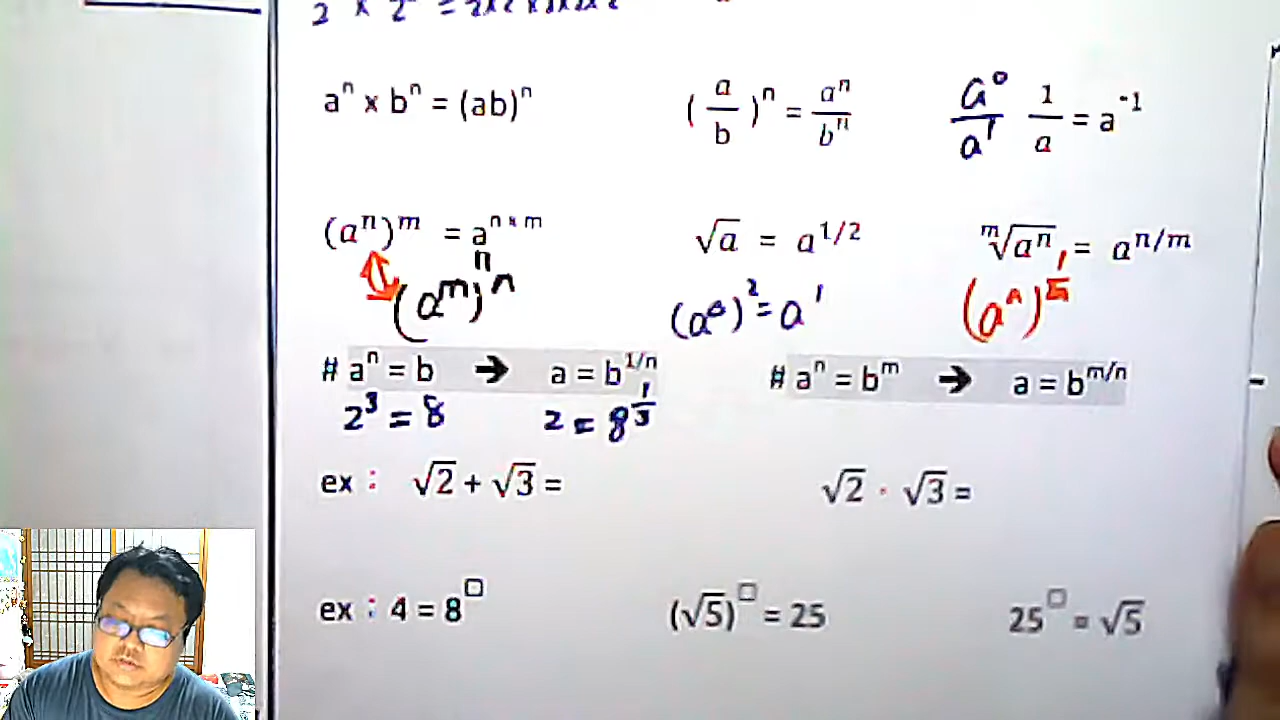 2 × 2
aⁿ x bⁿ = (ab)ⁿ
(a/b)ⁿ = aⁿ/bⁿ
a⁰/a¹ 1/a = a⁻¹
(aⁿ)ᵐ = aⁿˣᵐ
√a = a^1/2
ᵐ√aⁿ = a^n/m
n
(aᵐ)ⁿ
)² = a¹
# aⁿ = b ➔ a = b^1/n
# aⁿ = bᵐ ➔ a = b^m/n
2³ = 8 2 = 8^1/3
ex : √2 + √3 =
√2 · √3 =
ex : 4 = 8^□
(√5)^□ = 25
25^□ = √5